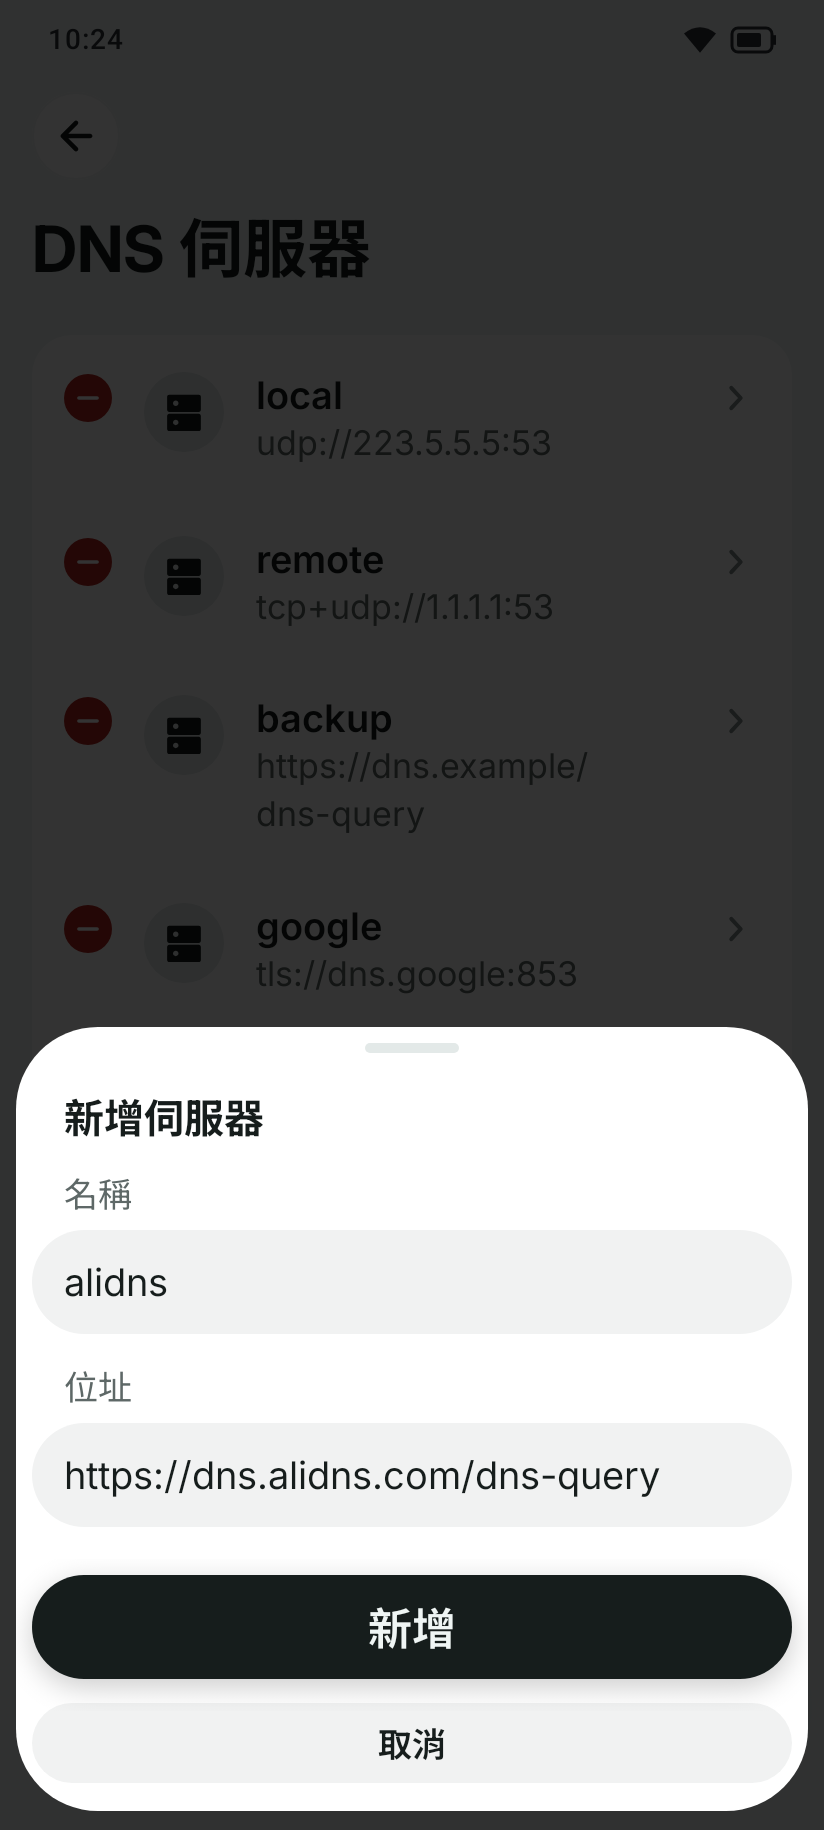 10:24
DNS 伺服器
local
udp://223.5.5.5:53
remote
tcp+udp://1.1.1.1:53
backup
https://dns.example/
dns-query
google
tls://dns.google:853
新增伺服器
名稱
alidns
位址
https://dns.alidns.com/dns-query
新增
取消